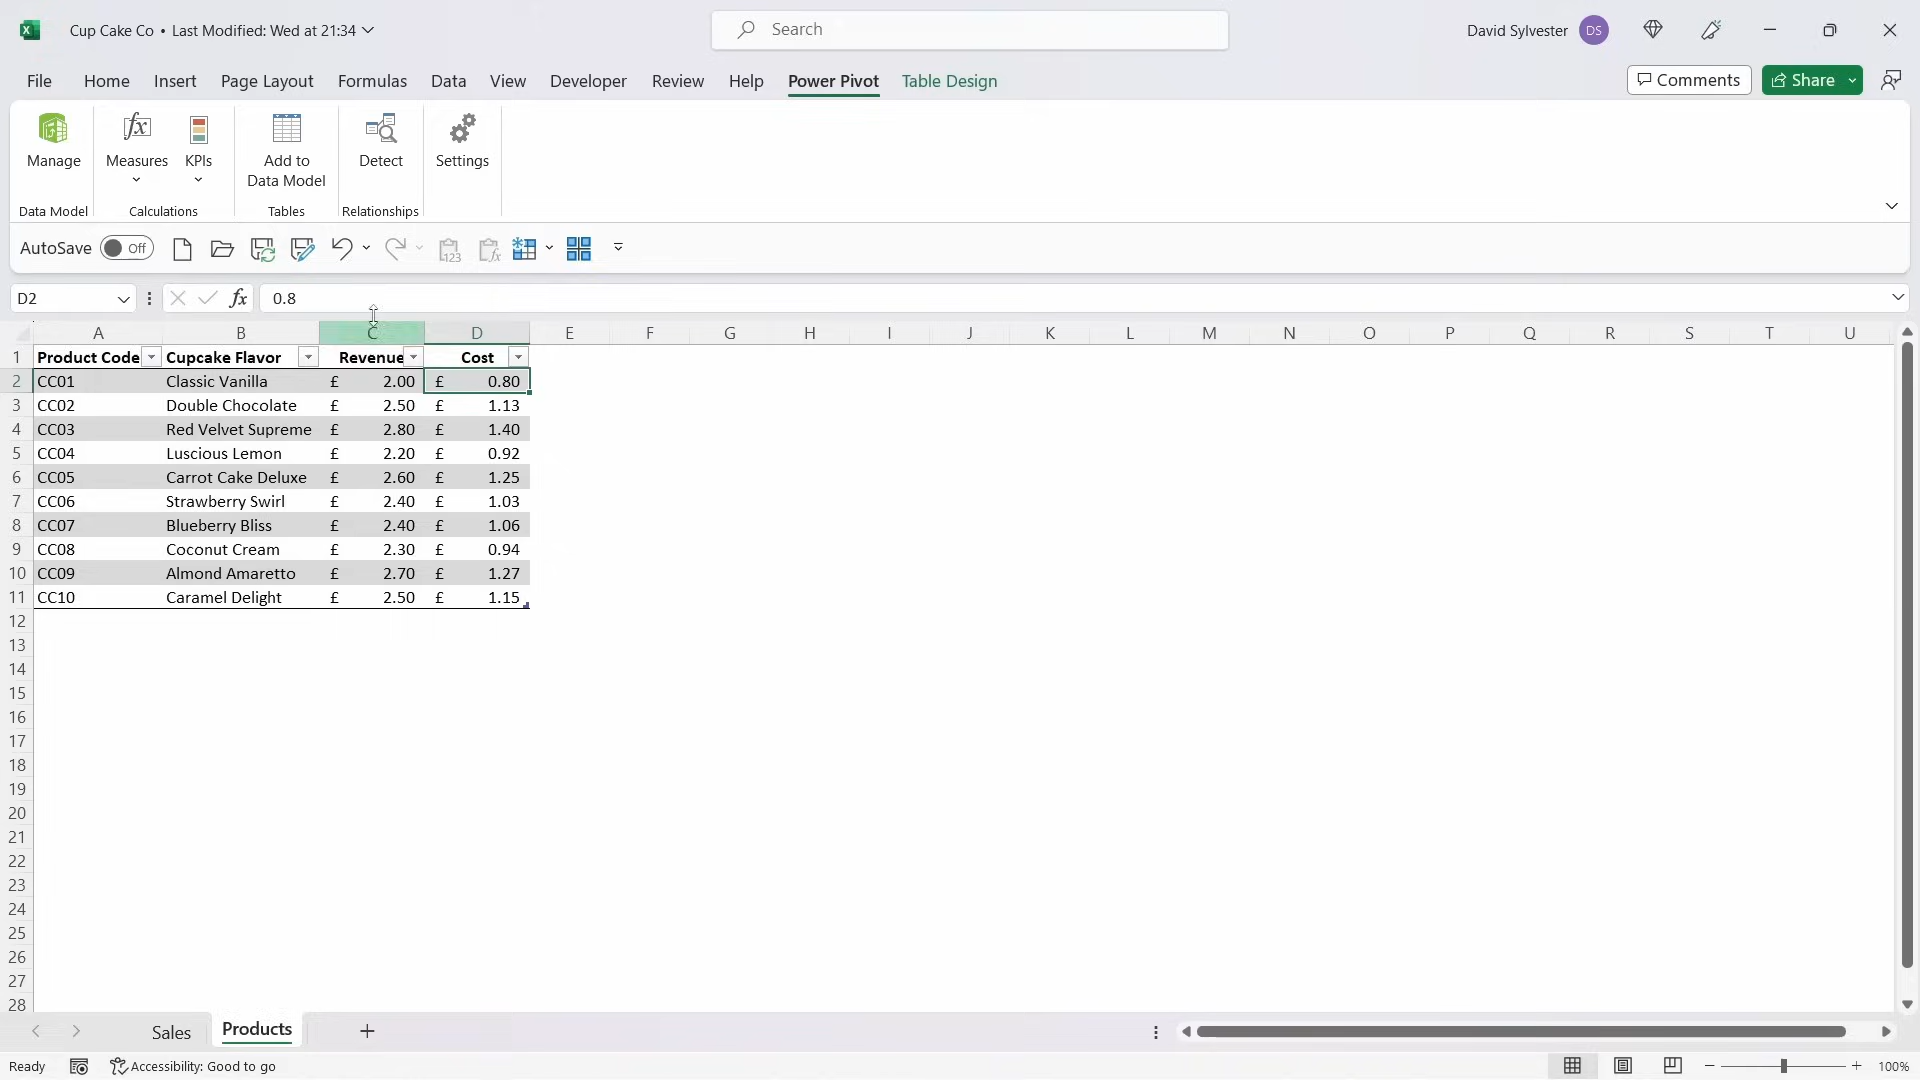 Cup Cake Co • Last Modified: Wed at 21:34
Search
David Sylvester DS
File Home Insert Page Layout Formulas Data View Developer Review Help Power Pivot Table Design
Comments Share
Manage Measures KPIs Add to Data Model Detect Settings
Data Model Calculations Tables Relationships
AutoSave Off
D2 fx 0.8
A B C D E F G H I J K L M N O P Q R S T U
1 Product Code Cupcake Flavor Revenue Cost
2 CC01 Classic Vanilla £ 2.00 £ 0.80
3 CC02 Double Chocolate £ 2.50 £ 1.13
4 CC03 Red Velvet Supreme £ 2.80 £ 1.40
5 CC04 Luscious Lemon £ 2.20 £ 0.92
6 CC05 Carrot Cake Deluxe £ 2.60 £ 1.25
7 CC06 Strawberry Swirl £ 2.40 £ 1.03
8 CC07 Blueberry Bliss £ 2.40 £ 1.06
9 CC08 Coconut Cream £ 2.30 £ 0.94
10 CC09 Almond Amaretto £ 2.70 £ 1.27
11 CC10 Caramel Delight £ 2.50 £ 1.15
12
13
14
15
16
17
18
19
20
21
22
23
24
25
26
27
28
Sales Products
Ready Accessibility: Good to go 100%